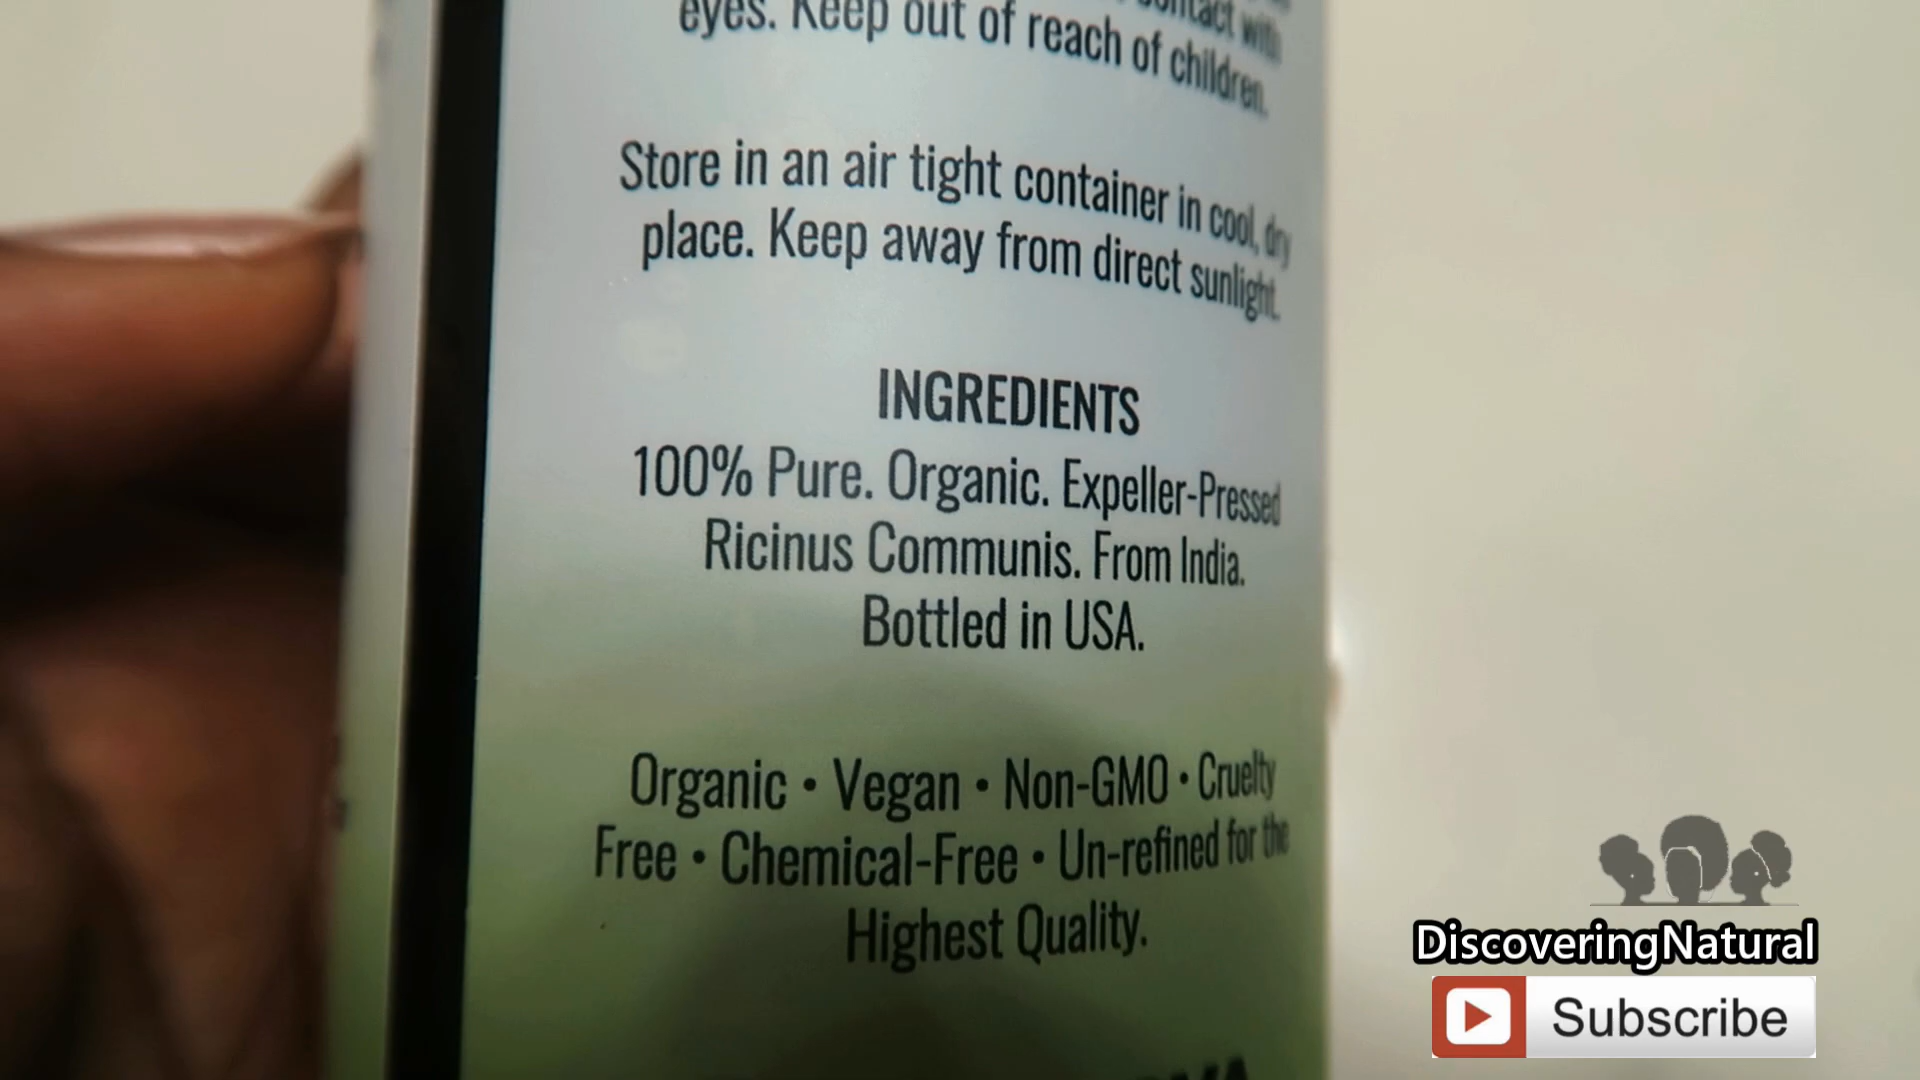 contact with
eyes. Keep out of reach of children.
Store in an air tight container in cool, dry
place. Keep away from direct sunlight.
INGREDIENTS
100% Pure. Organic. Expeller-Pressed
Ricinus Communis. From India.
Bottled in USA.
Organic • Vegan • Non-GMO • Cruelty
Free • Chemical-Free • Un-refined for the
Highest Quality.
DiscoveringNatural
Subscribe